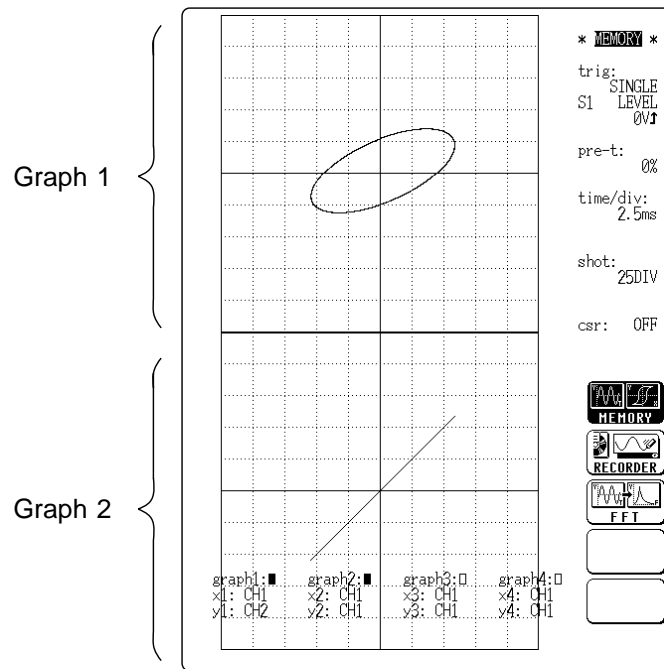 Graph 1
Graph 2
* MEMORY *
trig:
SINGLE
S1 LEVEL
0V↥
pre-t:
0%
time/div:
2.5ms
shot:
25DIV
csr: OFF
MEMORY
RECORDER
FFT
graph1:■ graph2:■ graph3:□ graph4:□
x1: CH1 x2: CH1 x3: CH1 x4: CH1
y1: CH2 y2: CH1 y3: CH1 y4: CH1